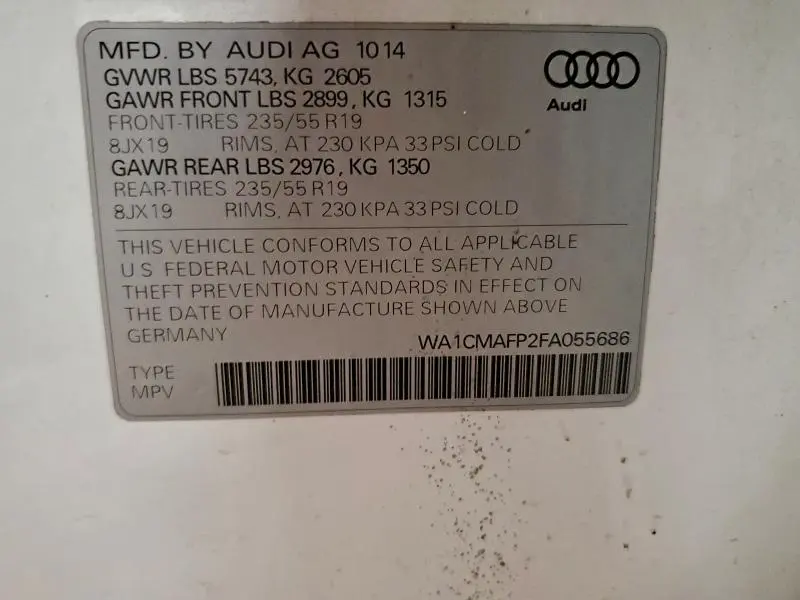 MFD. BY AUDI AG 1014
GVWR LBS 5743, KG 2605
GAWR FRONT LBS 2899, KG 1315
FRONT-TIRES 235/55 R19
8JX19 RIMS, AT 230 KPA 33 PSI COLD
GAWR REAR LBS 2976, KG 1350
REAR-TIRES 235/55 R19
8JX19 RIMS, AT 230 KPA 33 PSI COLD
Audi
THIS VEHICLE CONFORMS TO ALL APPLICABLE
U.S FEDERAL MOTOR VEHICLE SAFETY AND
THEFT PREVENTION STANDARDS IN EFFECT ON
THE DATE OF MANUFACTURE SHOWN ABOVE
GERMANY WA1CMAFP2FA055686
TYPE
MPV